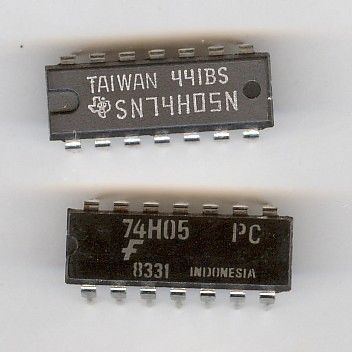 TAIWAN 441BS
SN74H05N
74H05 PC
F
8331 INDONESIA